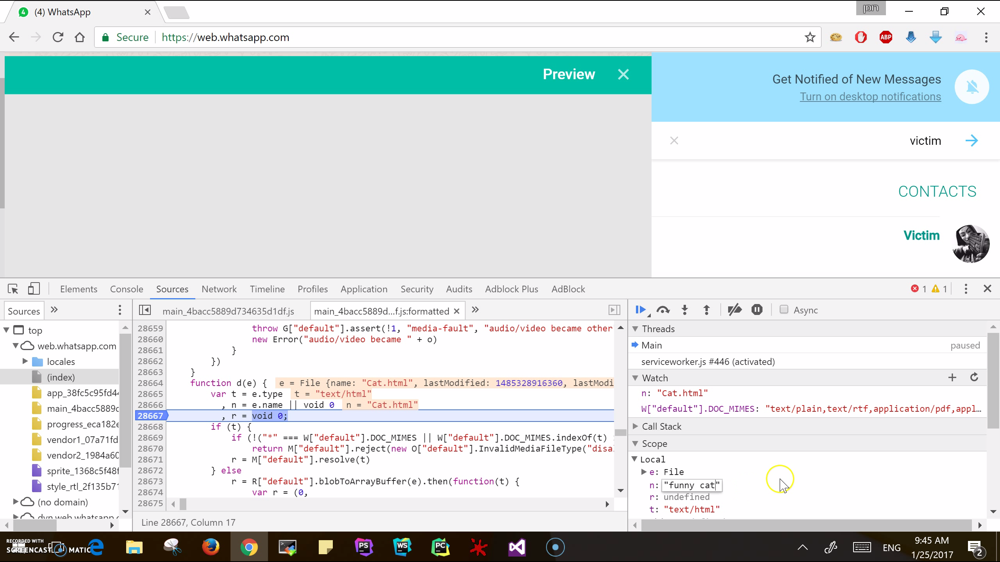 (4) WhatsApp
רומן
Secure
https://web.whatsapp.com
ABP
Preview
Get Notified of New Messages
Turn on desktop notifications
victim
CONTACTS
Victim
Elements Console Sources Network Timeline Profiles Application Security Audits Adblock Plus AdBlock
1 1
Sources
main_4bacc5889d734635d1df.js
main_4bacc5889d...f.js:formatted
Async
top
web.whatsapp.com
locales
(index)
app_38fc5c95fd44
main_4bacc5889d
progress_eca182e
vendor1_07a71fd
vendor2_1984a60
sprite_1368c5f48f
style_rtl_2f135b71
(no domain)
dyn.web.whatsapp.c
28659 throw G["default"].assert(!1, "media-fault", "audio/video became other"
28660 new Error("audio/video became " + o)
28661 }
28662 })
28663 }
28664 function d(e) { e = File {name: "Cat.html", lastModified: 1485328916360, lastModi
28665 var t = e.type t = "text/html"
28666 , n = e.name || void 0 n = "Cat.html"
28667 , r = void 0;
28668 if (t) {
28669 if (!("*" === W["default"].DOC_MIMES || W["default"].DOC_MIMES.indexOf(t)
28670 return M["default"].reject(new O["default"].InvalidMediaFileType("disa
28671 r = M["default"].resolve(t)
28672 } else
28673 r = R["default"].blobToArrayBuffer(e).then(function(t) {
28674 var r = (0,
28675
Line 28667, Column 17
Threads
Main paused
serviceworker.js #446 (activated)
Watch
n: "Cat.html"
W["default"].DOC_MIMES: "text/plain,text/rtf,application/pdf,appl...
Call Stack
Scope
Local
e: File
n: "funny cat"
r: undefined
t: "text/html"
RECORDED WITH
SCREENCAST MATIC
PS
WS
PC
ENG
9:45 AM
1/25/2017
2